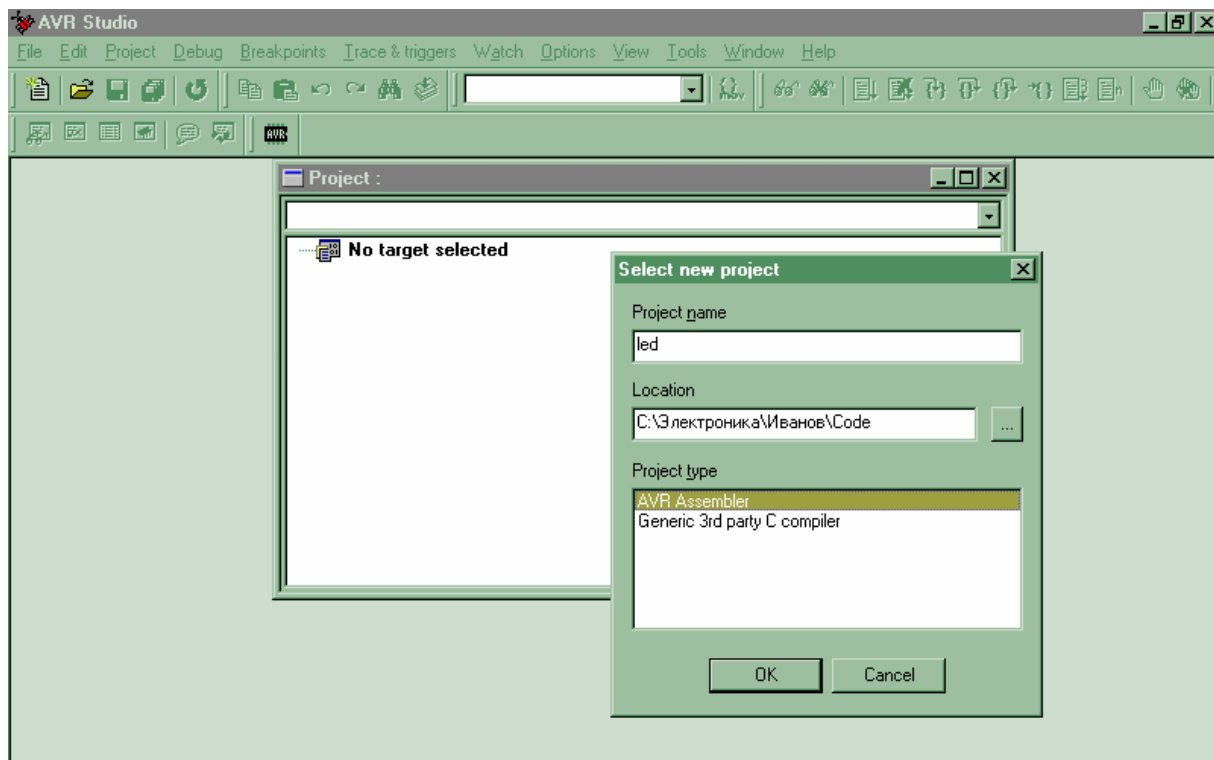 AVR Studio
File Edit Project Debug Breakpoints Trace & triggers Watch Options View Tools Window Help
AVR
Project :
No target selected
Select new project
Project name
led
Location
C:\Электроника\Иванов\Code
...
Project type
AVR Assembler
Generic 3rd party C compiler
OK Cancel